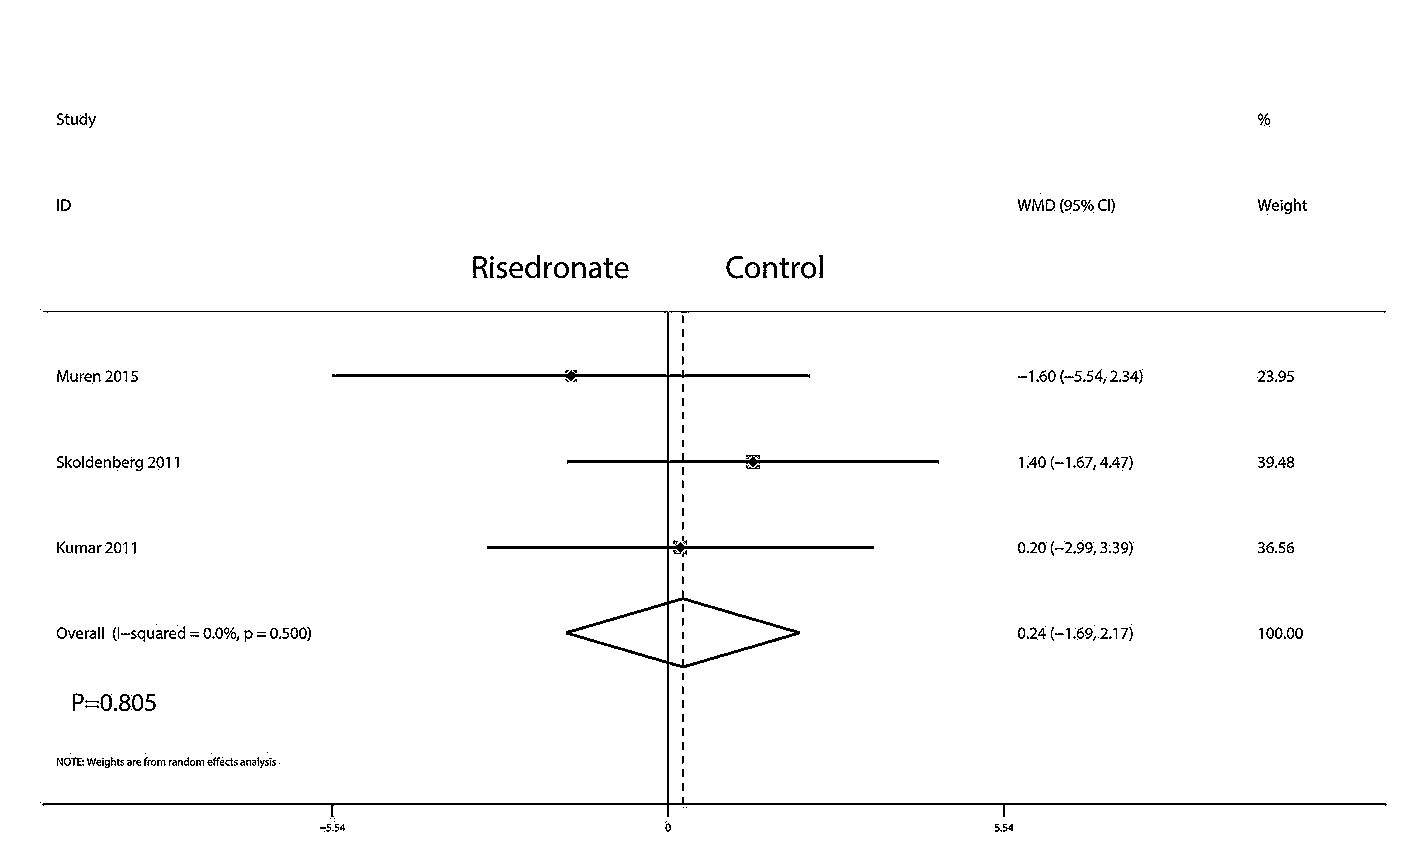 Study %
ID WMD (95% CI) Weight
Risedronate Control
Muren 2015 −1.60 (−5.54, 2.34) 23.95
Skoldenberg 2011 1.40 (−1.67, 4.47) 39.48
Kumar 2011 0.20 (−2.99, 3.39) 36.56
Overall (I−squared = 0.0%, p = 0.500) 0.24 (−1.69, 2.17) 100.00
P=0.805
NOTE: Weights are from random effects analysis
−5.54 0 5.54